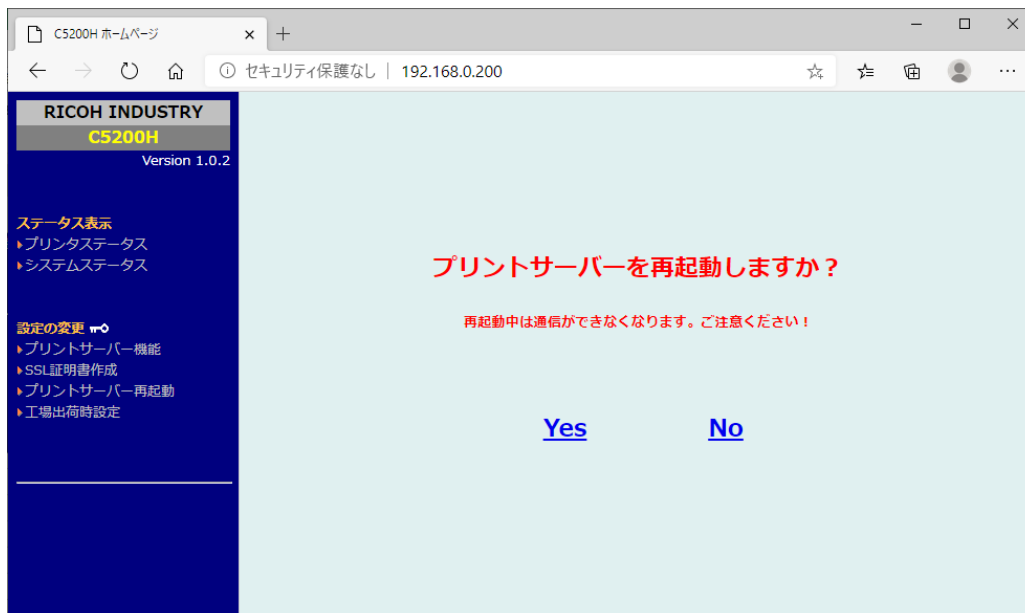 C5200H ホームページ
セキュリティ保護なし | 192.168.0.200
RICOH INDUSTRY
C5200H
Version 1.0.2
ステータス表示
プリンタステータス
システムステータス
設定の変更
プリントサーバー機能
SSL証明書作成
プリントサーバー再起動
工場出荷時設定
プリントサーバーを再起動しますか？
再起動中は通信ができなくなります。ご注意ください！
Yes No